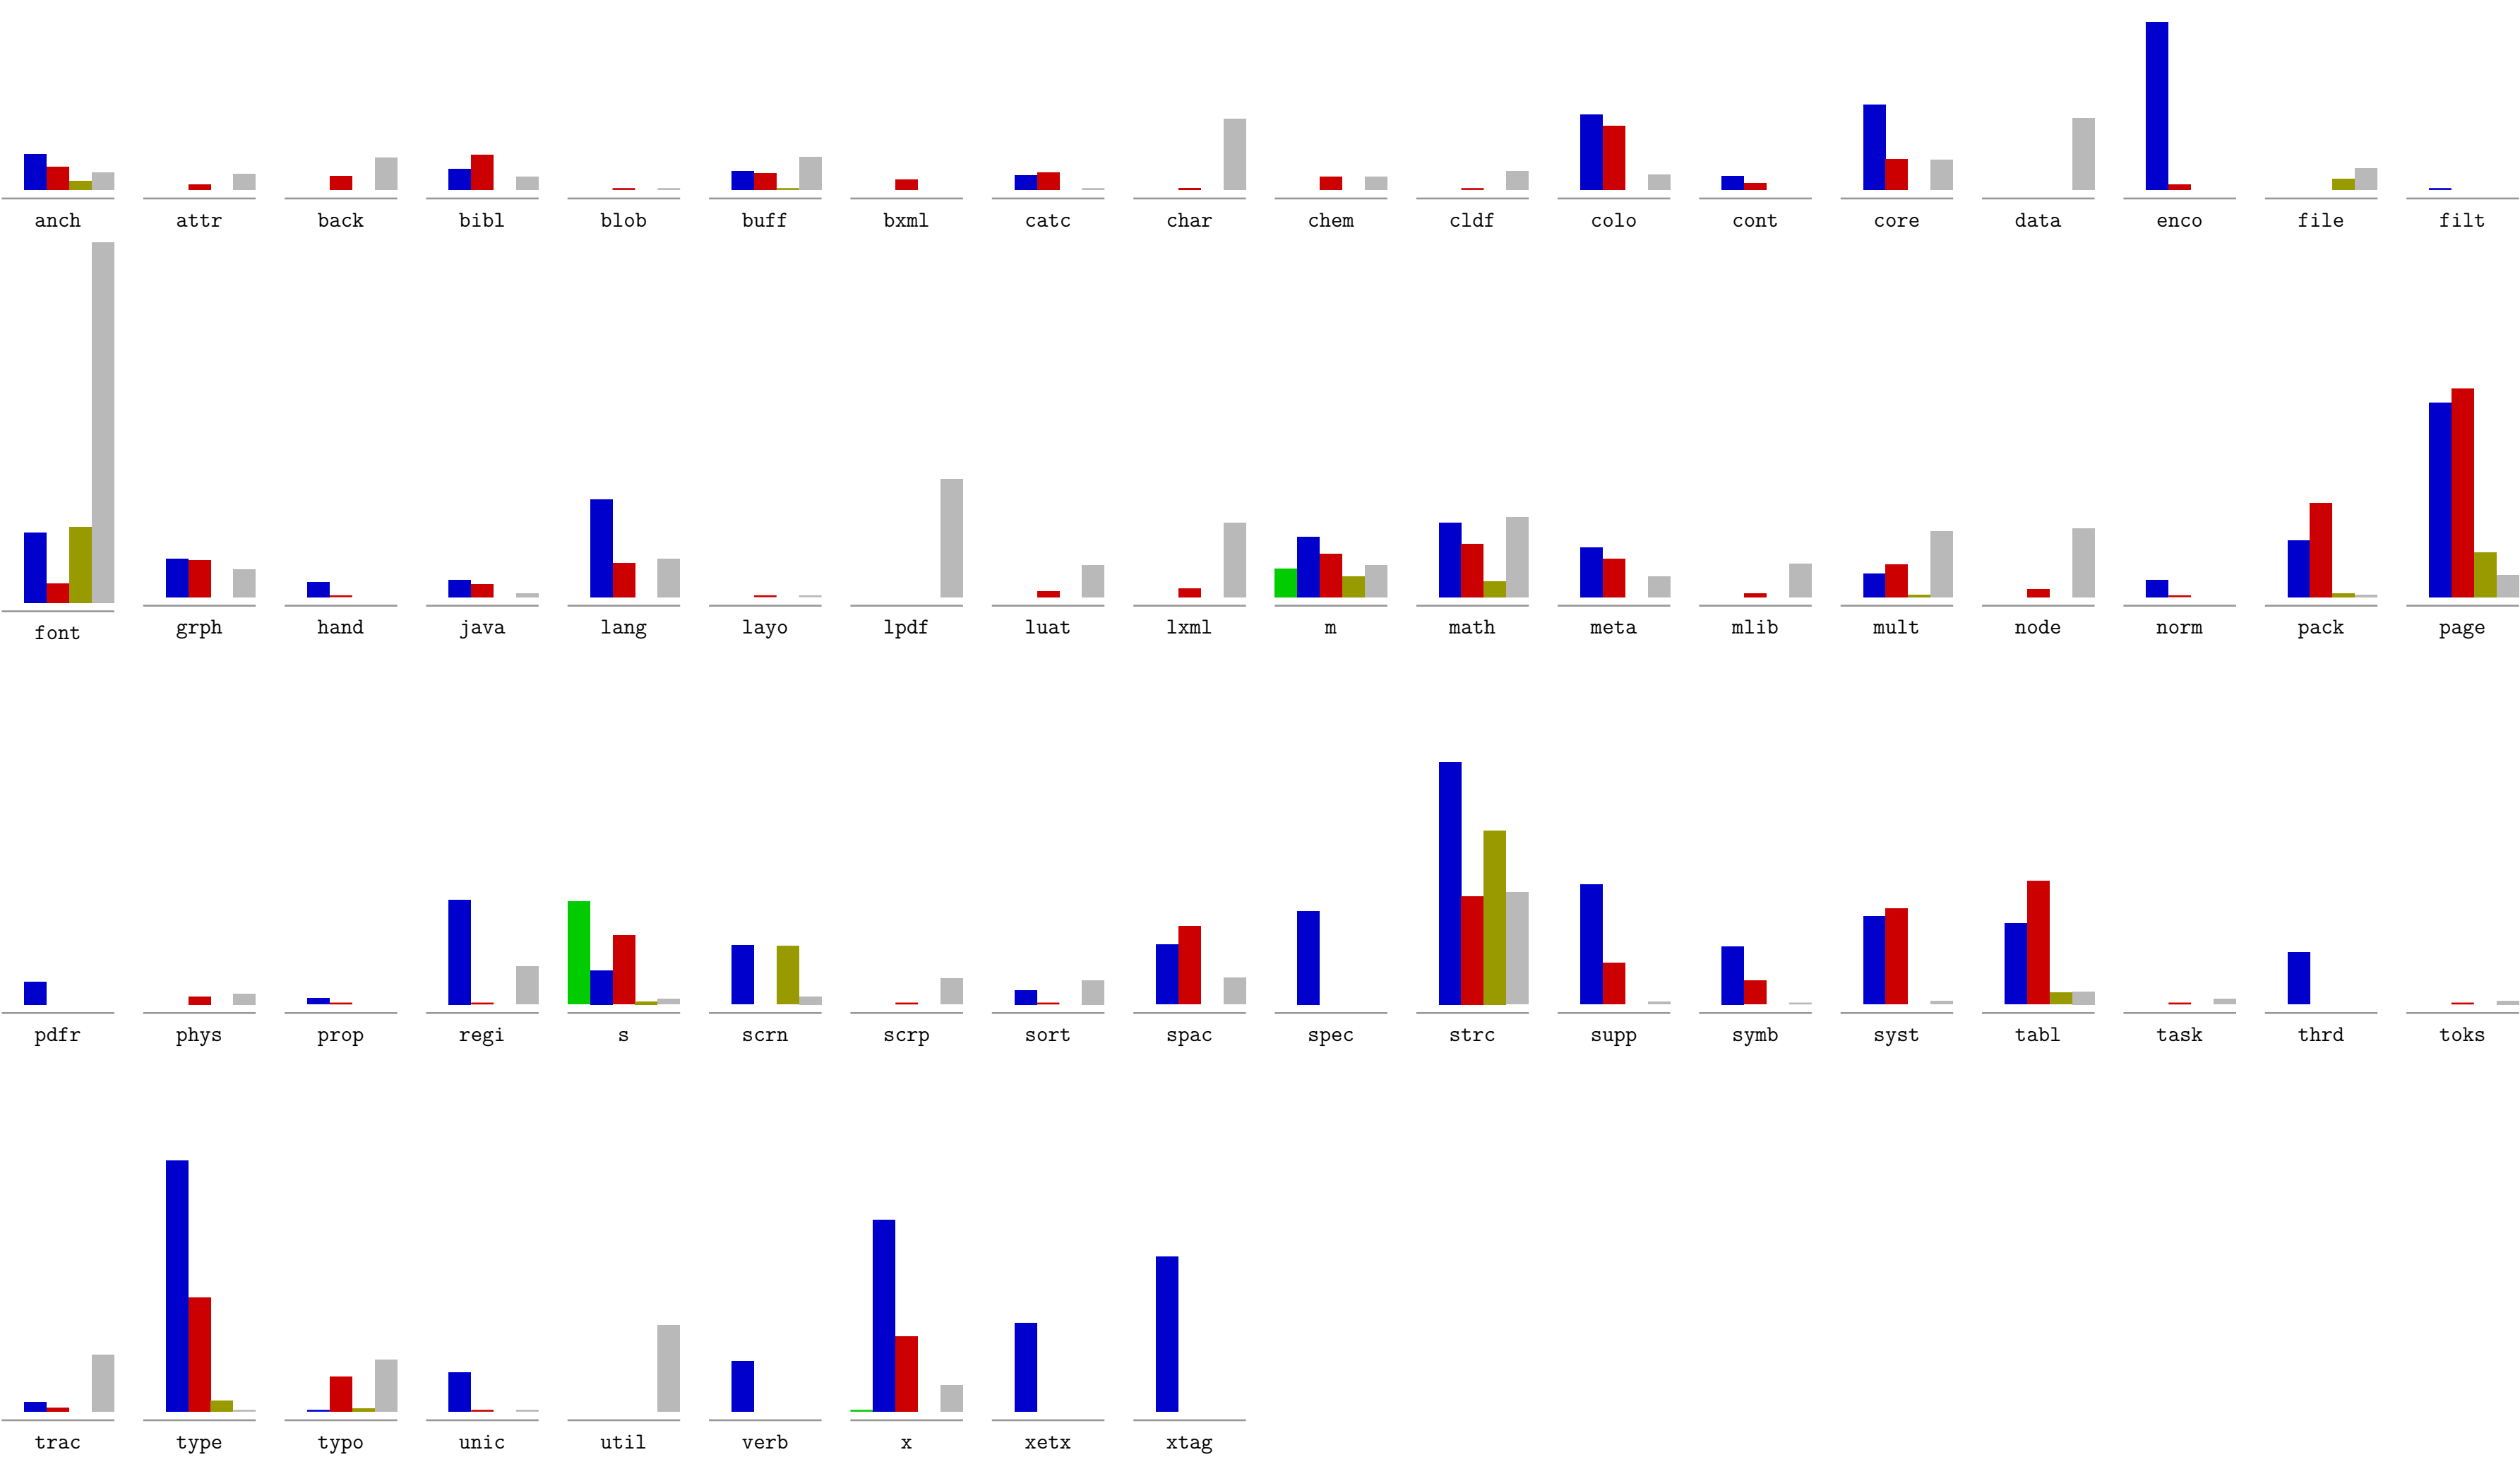 anch attr back bibl blob buff bxml catc char chem cldf colo cont core data enco file filt
font grph hand java lang layo lpdf luat lxml m math meta mlib mult node norm pack page
pdfr phys prop regi s scrn scrp sort spac spec strc supp symb syst tabl task thrd toks
trac type typo unic util verb x xetx xtag